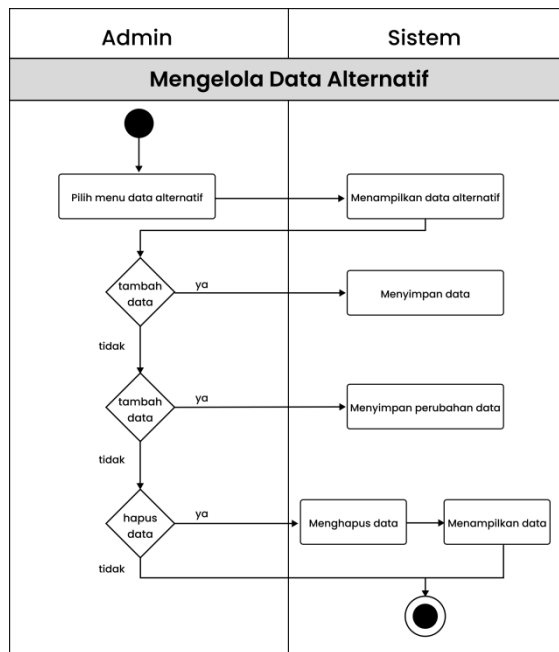 Admin
Sistem
Mengelola Data Alternatif
Pilih menu data alternatif
Menampilkan data alternatif
tambah
data
ya
Menyimpan data
tidak
tambah
data
ya
Menyimpan perubahan data
tidak
hapus
data
ya
Menghapus data
Menampilkan data
tidak